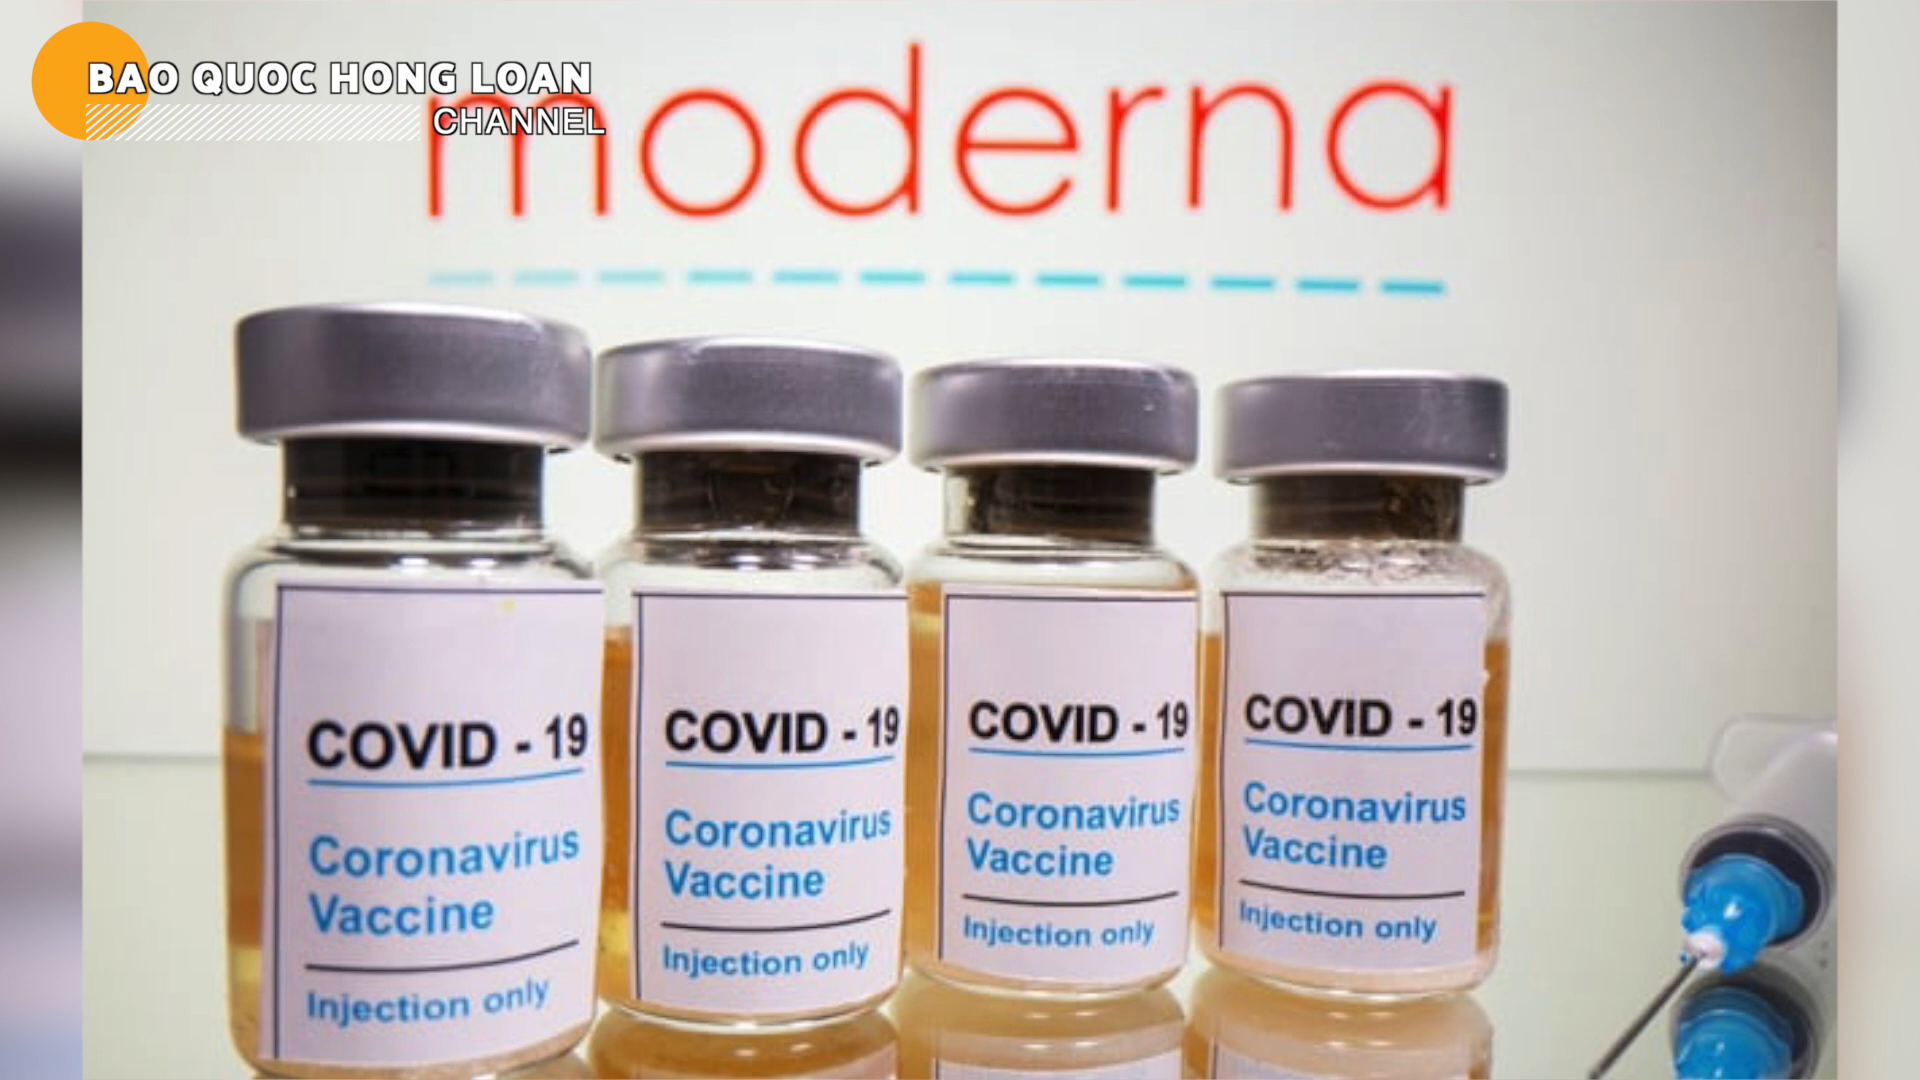 BAO QUOC HONG LOAN
CHANNEL
moderna
COVID - 19
Coronavirus
Vaccine
Injection only
COVID - 19
Coronavirus
Vaccine
Injection only
COVID - 19
Coronavirus
Vaccine
Injection only
COVID - 19
Coronavirus
Vaccine
Injection only